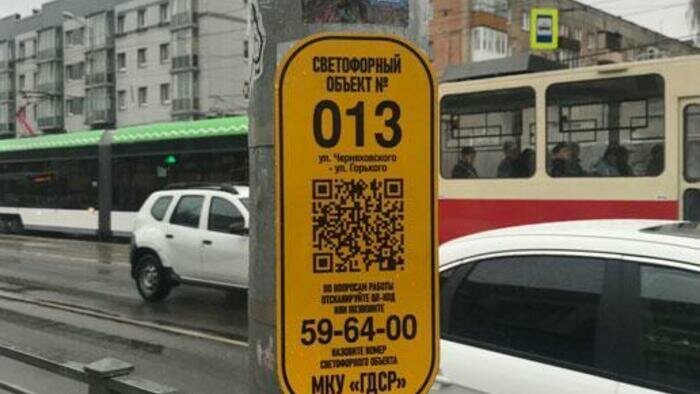 СВЕТОФОРНЫЙ
ОБЪЕКТ №
013
ул. Черняховского
- ул. Горького
ПО ВОПРОСАМ РАБОТЫ
ОТСКАНИРУЙТЕ QR-КОД
ИЛИ ПОЗВОНИТЕ
59-64-00
НАЗОВИТЕ НОМЕР
СВЕТОФОРНОГО ОБЪЕКТА
МКУ «ГДСР»